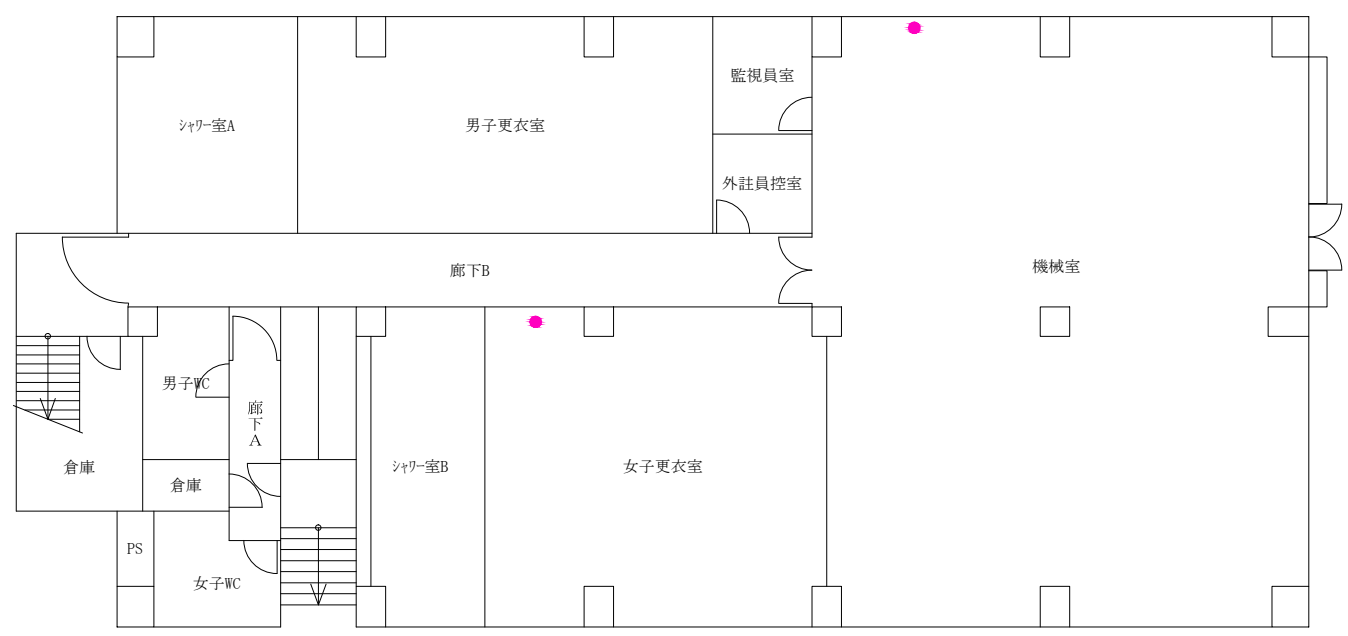 監視員室
ｼｬﾜｰ室A
男子更衣室
外註員控室
廊下B
機械室
男子WC
廊下A
倉庫
ｼｬﾜｰ室B
女子更衣室
倉庫
PS
女子WC